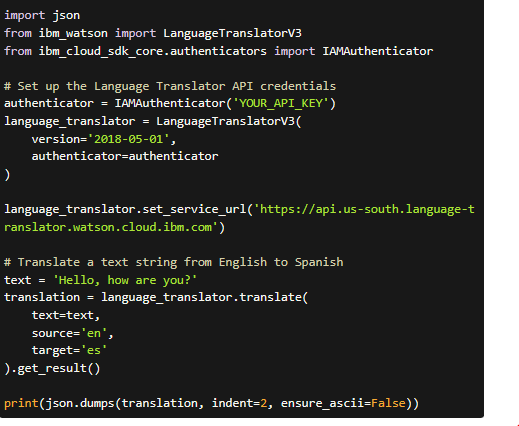 import json
from ibm_watson import LanguageTranslatorV3
from ibm_cloud_sdk_core.authenticators import IAMAuthenticator

# Set up the Language Translator API credentials
authenticator = IAMAuthenticator('YOUR_API_KEY')
language_translator = LanguageTranslatorV3(
    version='2018-05-01',
    authenticator=authenticator
)

language_translator.set_service_url('https://api.us-south.language-t
ranslator.watson.cloud.ibm.com')

# Translate a text string from English to Spanish
text = 'Hello, how are you?'
translation = language_translator.translate(
    text=text,
    source='en',
    target='es'
).get_result()

print(json.dumps(translation, indent=2, ensure_ascii=False))